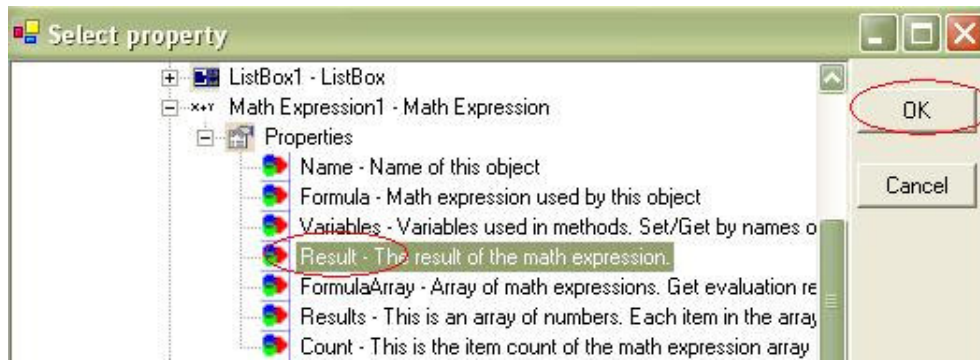 Select property
ListBox1 - ListBox
X+Y Math Expression1 - Math Expression
Properties
Name - Name of this object
Formula - Math expression used by this object
Variables - Variables used in methods. Set/Get by names o
Result - The result of the math expression.
FormulaArray - Array of math expressions. Get evaluation re
Results - This is an array of numbers. Each item in the array
Count - This is the item count of the math expression array
OK
Cancel